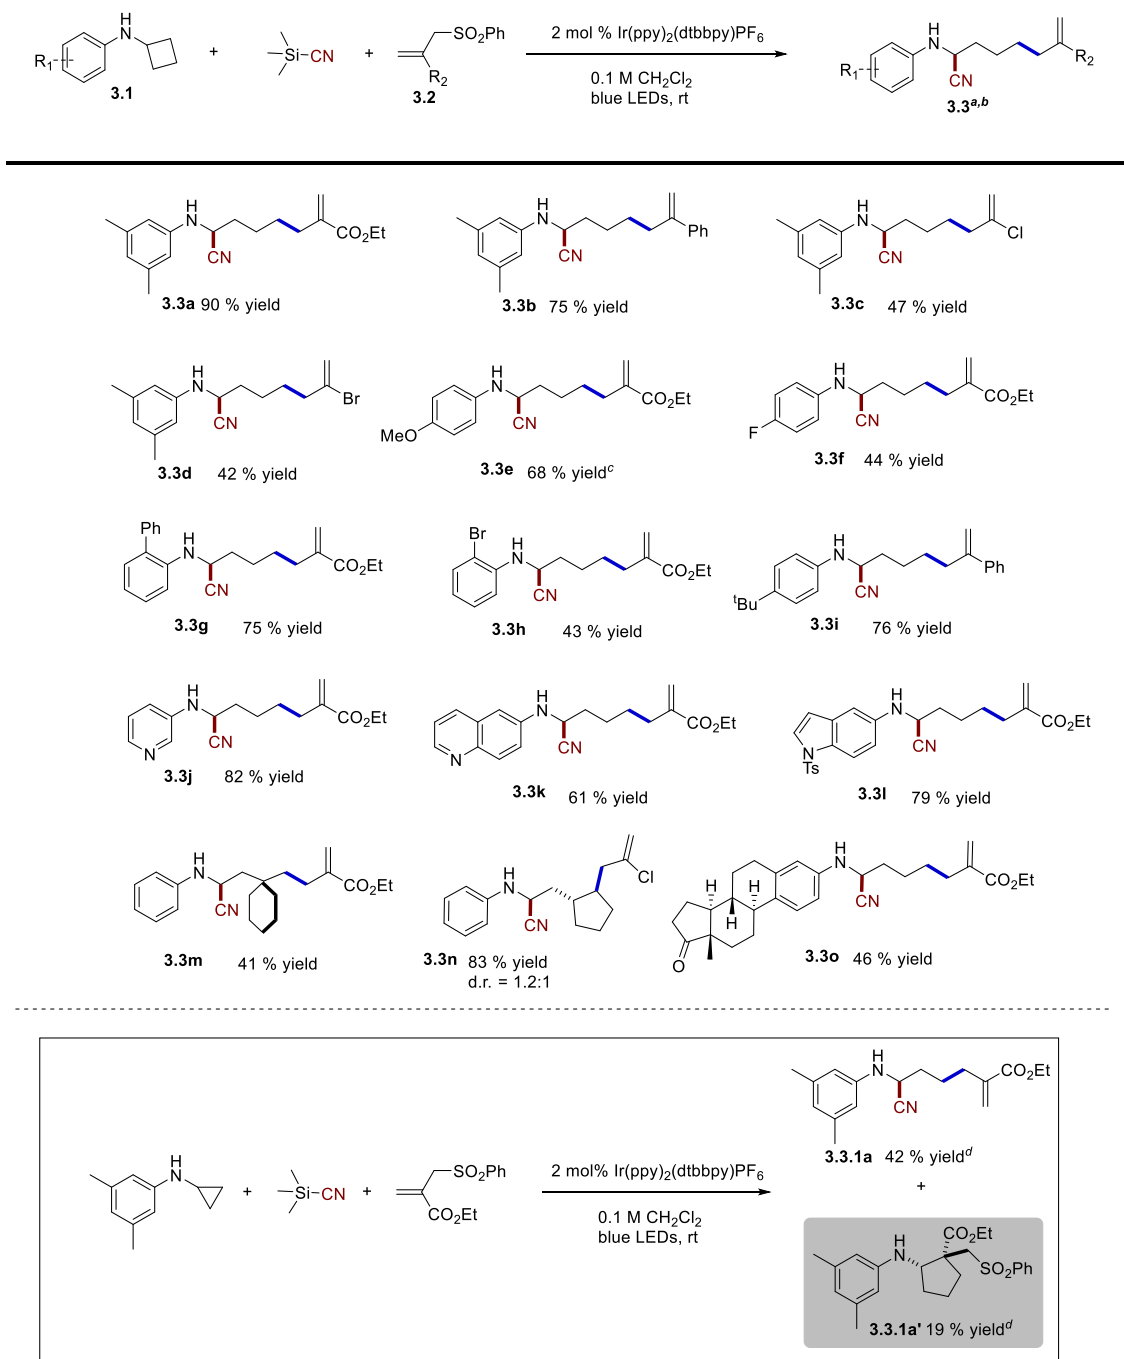 H
N
R1
3.1
+
Si CN
+
SO2Ph
R2
3.2
2 mol % Ir(ppy)2(dtbbpy)PF6
0.1 M CH2Cl2
blue LEDs, rt
H
N
R1
CN
R2
3.3a,b
H
N
CN
CO2Et
3.3a 90 % yield
H
N
CN
Ph
3.3b 75 % yield
H
N
CN
Cl
3.3c 47 % yield
H
N
CN
Br
3.3d 42 % yield
H
N
MeO
CN
CO2Et
3.3e 68 % yieldc
H
N
F
CN
CO2Et
3.3f 44 % yield
Ph
H
N
CN
CO2Et
3.3g 75 % yield
Br
H
N
CN
CO2Et
3.3h 43 % yield
H
N
tBu
CN
Ph
3.3i 76 % yield
H
N
N
CN
CO2Et
3.3j 82 % yield
H
N
N
CN
CO2Et
3.3k 61 % yield
H
N
N
Ts
CN
CO2Et
3.3l 79 % yield
H
N
CN
CO2Et
3.3m 41 % yield
H
N
CN
Cl
3.3n 83 % yield
d.r. = 1.2:1
H
N
H
H
H
O
CN
CO2Et
3.3o 46 % yield
H
N
+
Si CN
+
SO2Ph
CO2Et
2 mol% Ir(ppy)2(dtbbpy)PF6
0.1 M CH2Cl2
blue LEDs, rt
H
N
CN
CO2Et
3.3.1a 42 % yieldd
+
H
N
CO2Et
SO2Ph
3.3.1a' 19 % yieldd